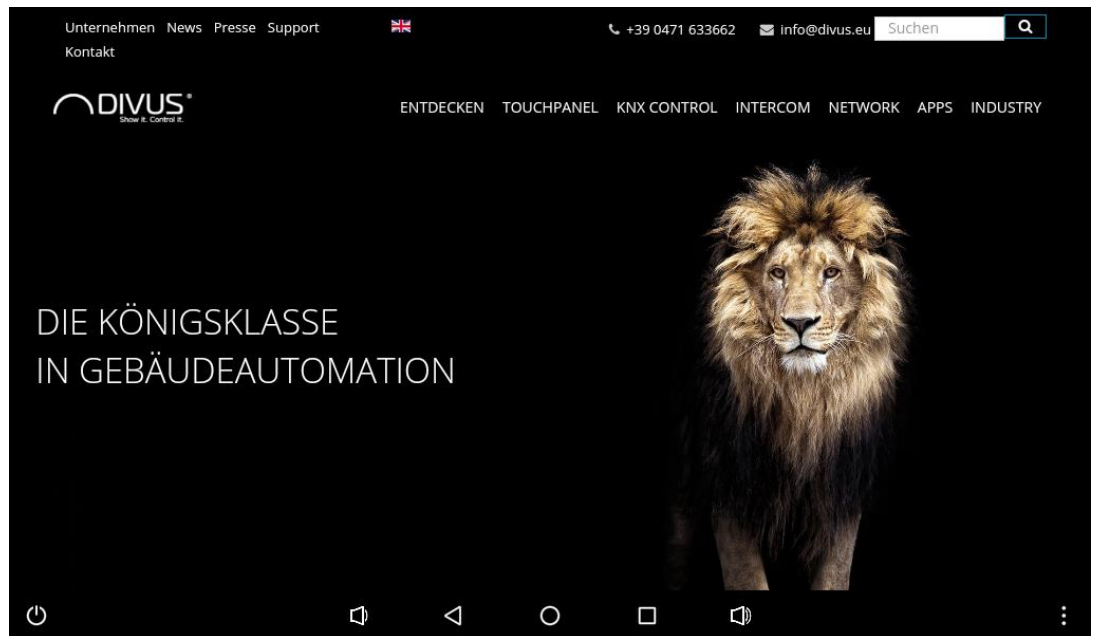 Unternehmen News Presse Support
Kontakt
+39 0471 633662 info@divus.eu Suchen
DIVUS®
Show it. Control it.
ENTDECKEN TOUCHPANEL KNX CONTROL INTERCOM NETWORK APPS INDUSTRY
DIE KÖNIGSKLASSE
IN GEBÄUDEAUTOMATION